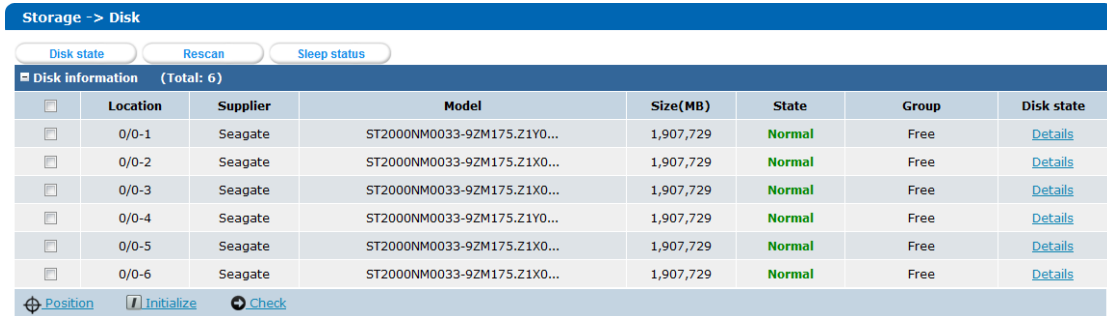 Storage -> Disk
Disk state Rescan Sleep status
Disk information (Total: 6)
Location Supplier Model Size(MB) State Group Disk state
0/0-1 Seagate ST2000NM0033-9ZM175.Z1Y0... 1,907,729 Normal Free Details
0/0-2 Seagate ST2000NM0033-9ZM175.Z1X0... 1,907,729 Normal Free Details
0/0-3 Seagate ST2000NM0033-9ZM175.Z1X0... 1,907,729 Normal Free Details
0/0-4 Seagate ST2000NM0033-9ZM175.Z1Y0... 1,907,729 Normal Free Details
0/0-5 Seagate ST2000NM0033-9ZM175.Z1X0... 1,907,729 Normal Free Details
0/0-6 Seagate ST2000NM0033-9ZM175.Z1X0... 1,907,729 Normal Free Details
Position Initialize Check